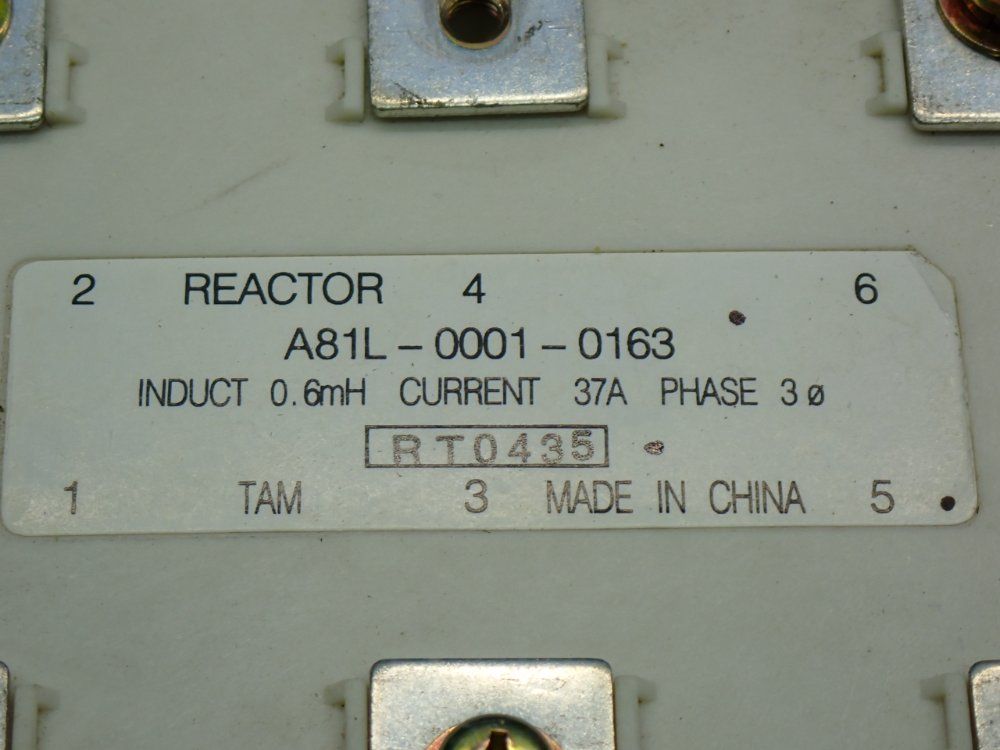 2 REACTOR 4 6
A81L-0001-0163
INDUCT 0.6mH CURRENT 37A PHASE 3ø
RT0435
1 TAM 3 MADE IN CHINA 5